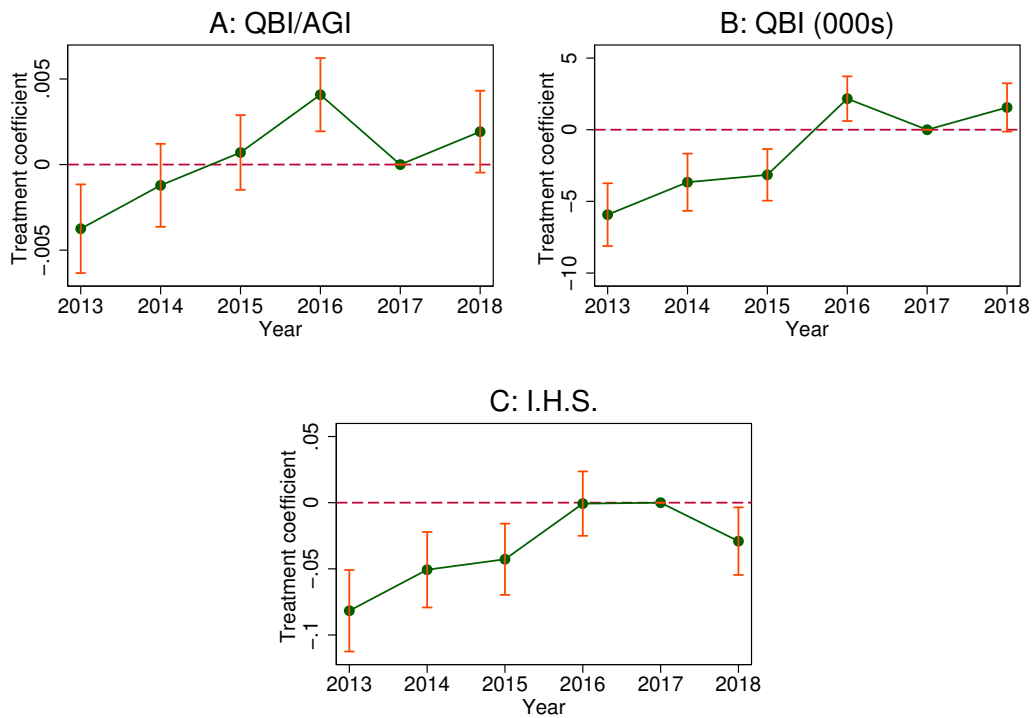 A: QBI/AGI
Treatment coefficient
.005
0
-.005
2013 2014 2015 2016 2017 2018
Year
B: QBI (000s)
Treatment coefficient
5
0
-5
-10
2013 2014 2015 2016 2017 2018
Year
C: I.H.S.
Treatment coefficient
.05
0
-.05
-.1
2013 2014 2015 2016 2017 2018
Year